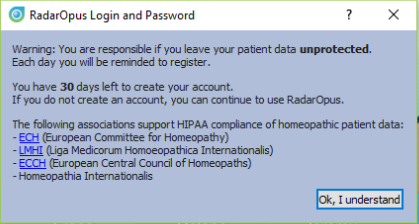 RadarOpus Login and Password ? ×
Warning: You are responsible if you leave your patient data unprotected.
Each day you will be reminded to register.
You have 30 days left to create your account.
If you do not create an account, you can continue to use RadarOpus.
The following associations support HIPAA compliance of homeopathic patient data:
- ECH (European Committee for Homeopathy)
- LMHI (Liga Medicorum Homoeopathica Internationalis)
- ECCH (European Central Council of Homeopaths)
- Homeopathia Internationalis
Ok, I understand